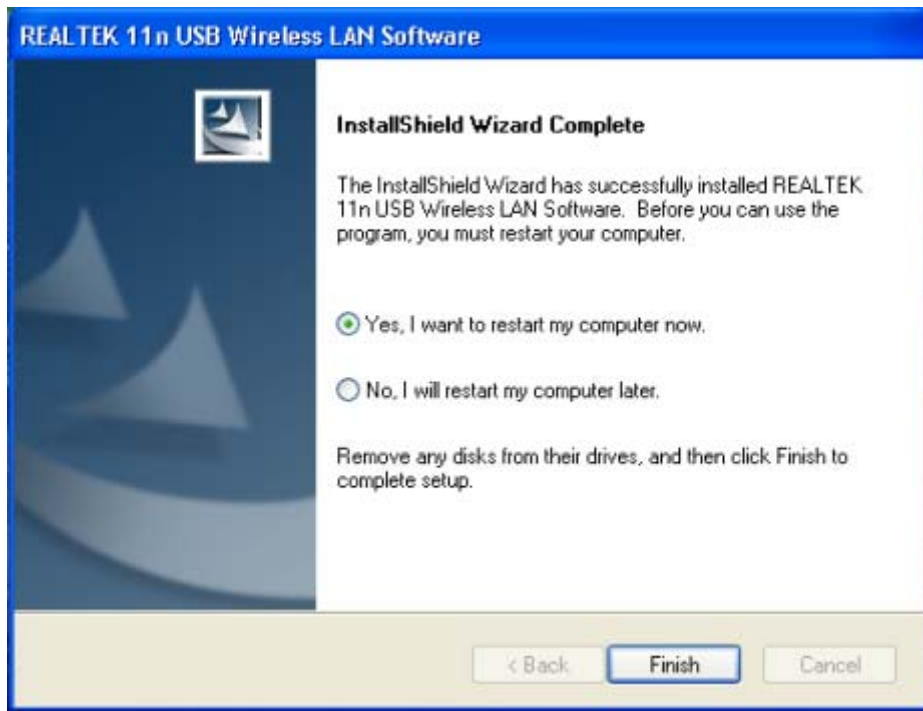 REALTEK 11n USB Wireless LAN Software
InstallShield Wizard Complete
The InstallShield Wizard has successfully installed REALTEK
11n USB Wireless LAN Software.  Before you can use the
program, you must restart your computer.
Yes, I want to restart my computer now.
No, I will restart my computer later.
Remove any disks from their drives, and then click Finish to
complete setup.
< Back
Finish
Cancel